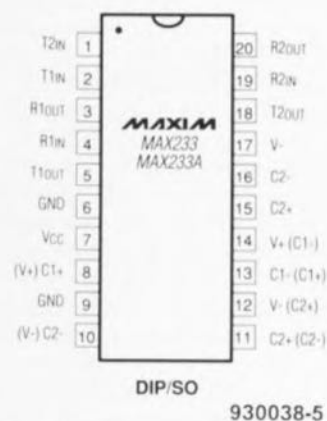 T2IN 1
T1IN 2
R1OUT 3
R1IN 4
T1OUT 5
GND 6
VCC 7
(V+) C1+ 8
GND 9
(V-) C2- 10
MAXIM
MAX233
MAX233A
20 R2OUT
19 R2IN
18 T2OUT
17 V-
16 C2-
15 C2+
14 V+ (C1-)
13 C1- (C1+)
12 V- (C2+)
11 C2+ (C2-)
DIP/SO
930038-5